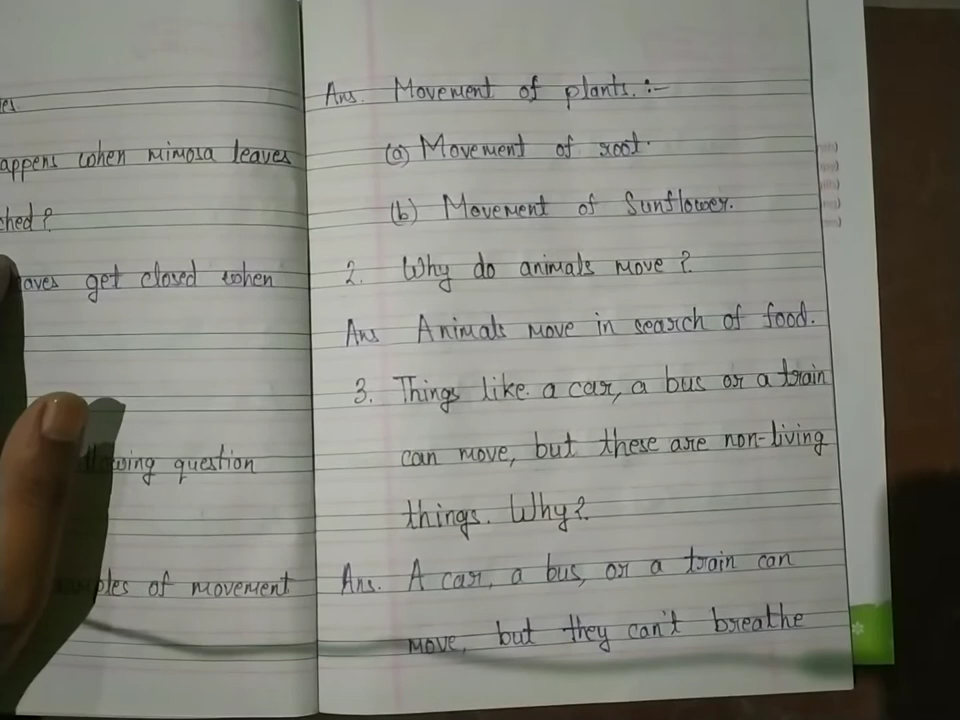 appens when mimosa leaves
ched?
aves get closed when
question
ples of movement
Ans. Movement of plants. :-
(a) Movement of root.
(b) Movement of Sunflower.
2. Why do animals move?
Ans Animals move in search of food.
3. Things like a car, a bus or a train
can move, but these are non-living
things. Why?
Ans. A car, a bus, or a train can
move, but they can't breathe